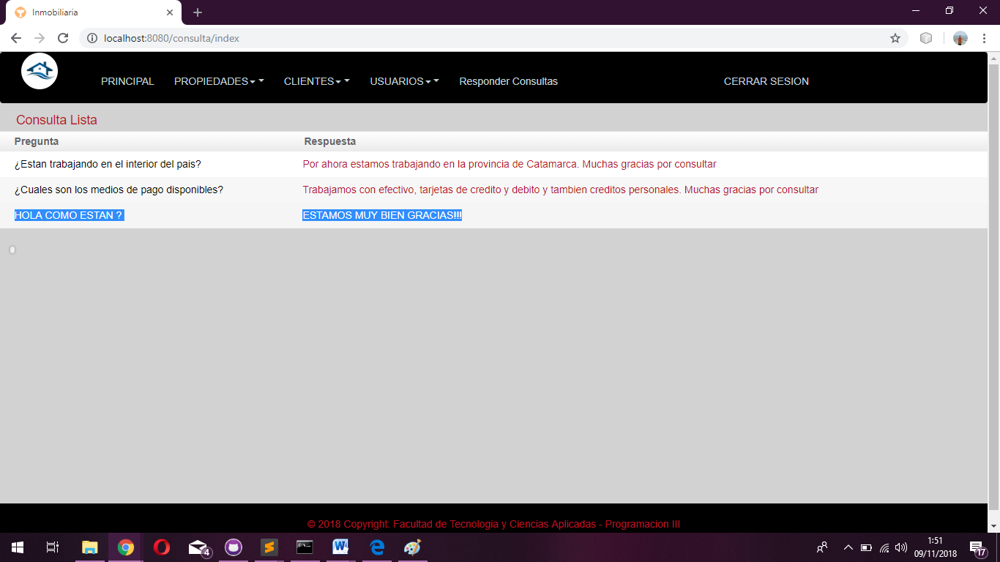 Inmobiliaria
localhost:8080/consulta/index
PRINCIPAL PROPIEDADES CLIENTES USUARIOS Responder Consultas CERRAR SESION
Consulta Lista
Pregunta Respuesta
¿Estan trabajando en el interior del pais? Por ahora estamos trabajando en la provincia de Catamarca. Muchas gracias por consultar
¿Cuales son los medios de pago disponibles? Trabajamos con efectivo, tarjetas de credito y debito y tambien creditos personales. Muchas gracias por consultar
HOLA COMO ESTAN ? ESTAMOS MUY BIEN GRACIAS!!!
© 2018 Copyright: Facultad de Tecnologia y Ciencias Aplicadas - Programacion III
4
1:51
09/11/2018
17